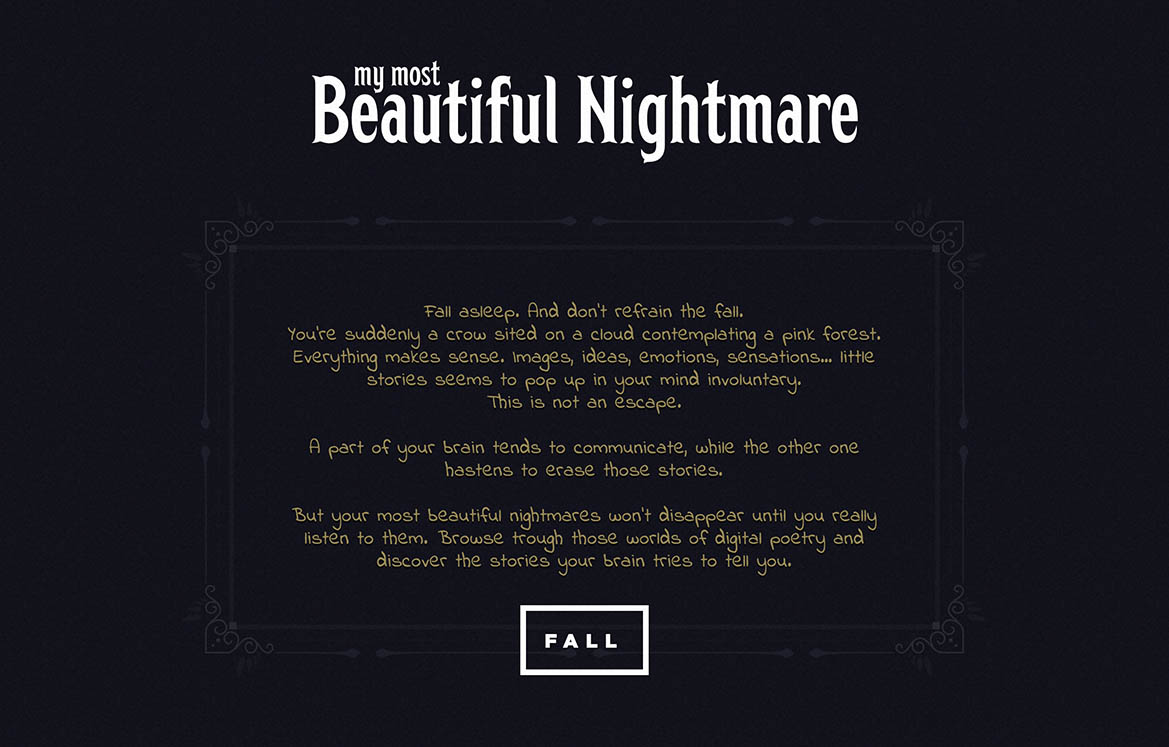 my most
Beautiful Nightmare
Fall asleep. And don't refrain the fall.
You're suddenly a crow sited on a cloud contemplating a pink forest.
Everything makes sense. Images, ideas, emotions, sensations... little
stories seems to pop up in your mind involuntary.
This is not an escape.
A part of your brain tends to communicate, while the other one
hastens to erase those stories.
But your most beautiful nightmares won't disappear until you really
listen to them. Browse trough those worlds of digital poetry and
discover the stories your brain tries to tell you.
FALL